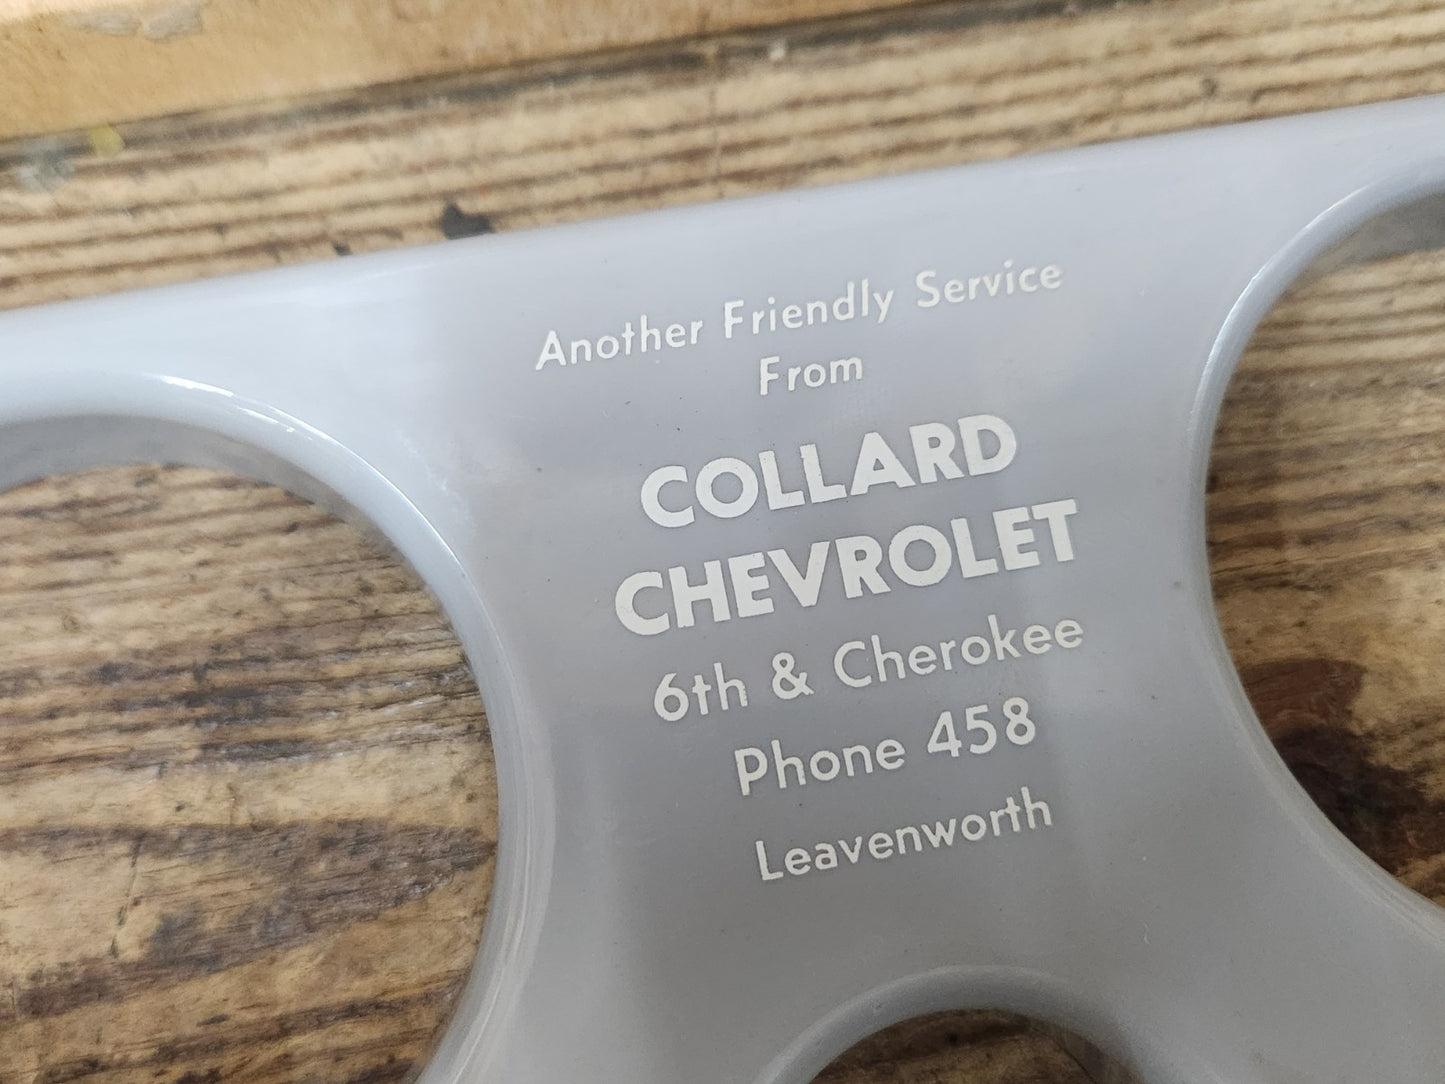 Another Friendly Service
From
COLLARD
CHEVROLET
6th & Cherokee
Phone 458
Leavenworth